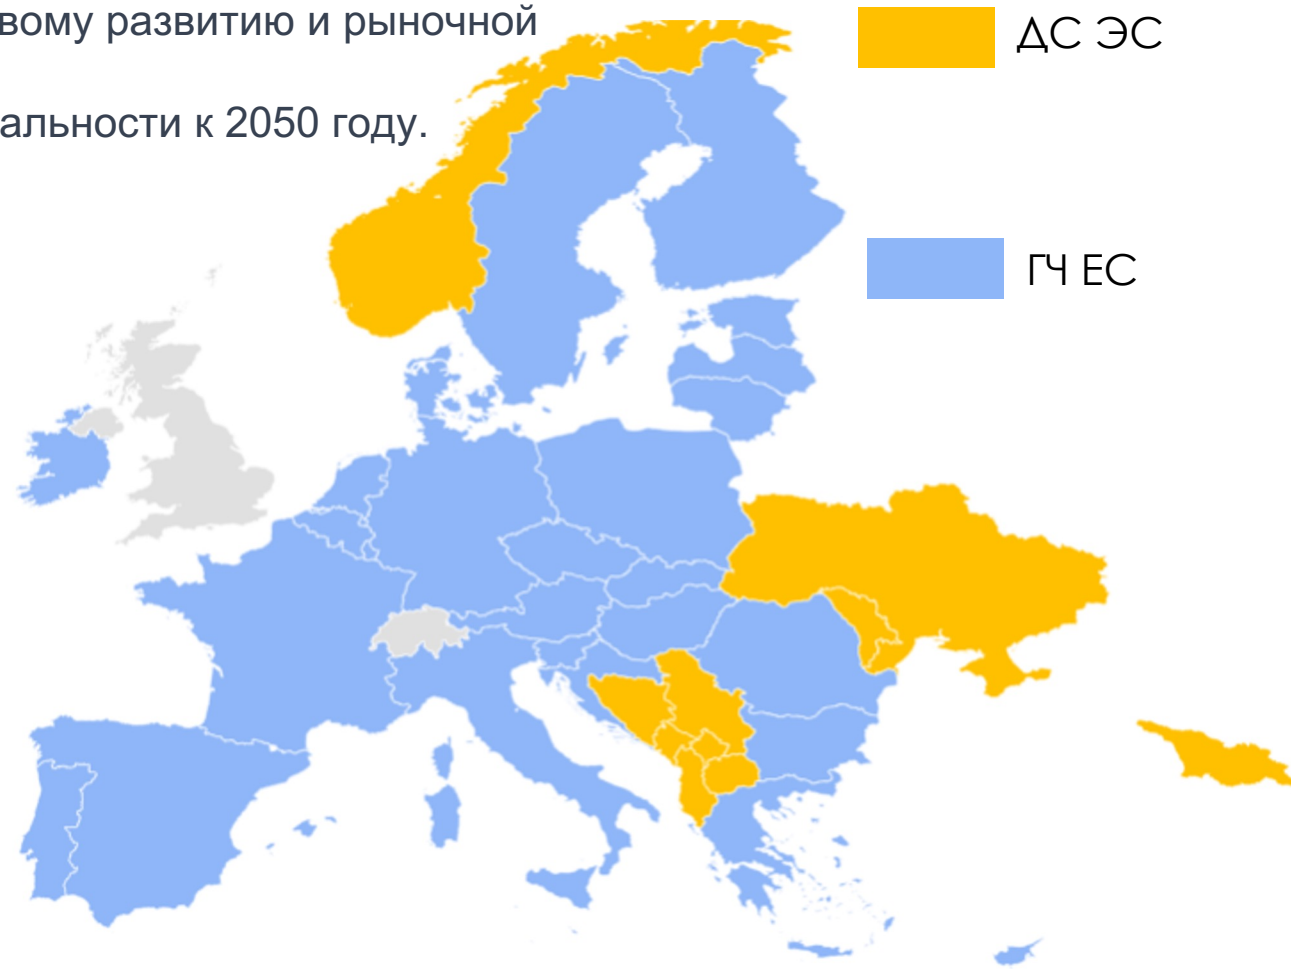 вому развитию и рыночной
альности к 2050 году.
ДС ЭС
ГЧ ЕС